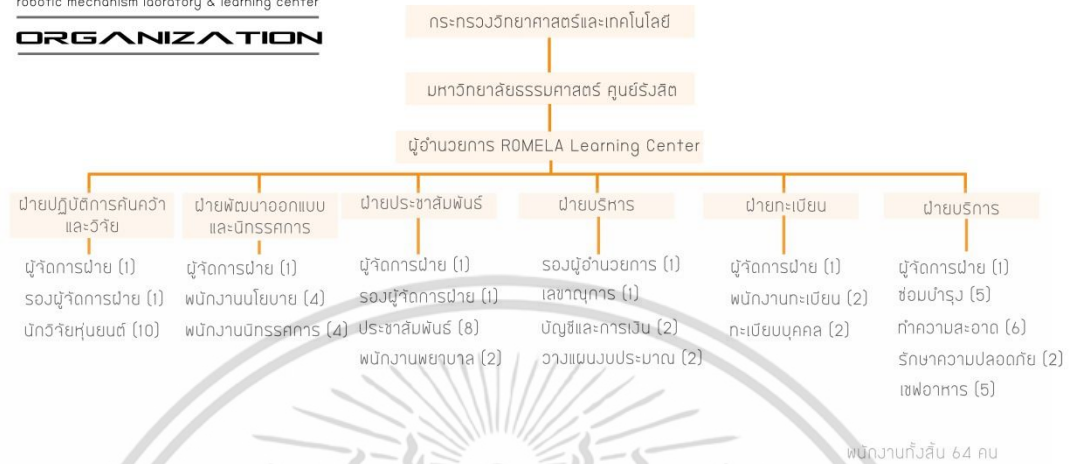 robotic mechanism laoratory & learning center
ORGANIZATION
กระทรวงวิทยาศาสตร์และเทคโนโลยี
มหาวิทยาลัยธรรมศาสตร์ ศูนย์รังสิต
ผู้อำนวยการ ROMELA Learning Center
ฝ่ายปฏิบัติการค้นคว้า
และวิจัย
ผู้จัดการฝ่าย (1)
รองผู้จัดการฝ่าย (1)
นักวิจัยหุ่นยนต์ (10)
ฝ่ายพัฒนาออกแบบ
และนิทรรศการ
ผู้จัดการฝ่าย (1)
พนักงานนโยบาย (4)
พนักงานนิทรรศการ (4)
ฝ่ายประชาสัมพันธ์
ผู้จัดการฝ่าย (1)
รองผู้จัดการฝ่าย (1)
ประชาสัมพันธ์ (8)
พนักงานพยาบาล (2)
ฝ่ายบริหาร
รองผู้อำนวยการ (1)
เลขาณุการ (1)
บัญชีและการเงิน (2)
วางแผนงบประมาณ (2)
ฝ่ายทะเบียน
ผู้จัดการฝ่าย (1)
พนักงานทะเบียน (2)
ทะเบียบบุคคล (2)
ฝ่ายบริการ
ผู้จัดการฝ่าย (1)
ซ่อมบำรุง (5)
ทำความสะอาด (6)
รักษาความปลอดภัย (2)
เชฟอาหาร (5)
พนักงานทั้งสิ้น 64 คน